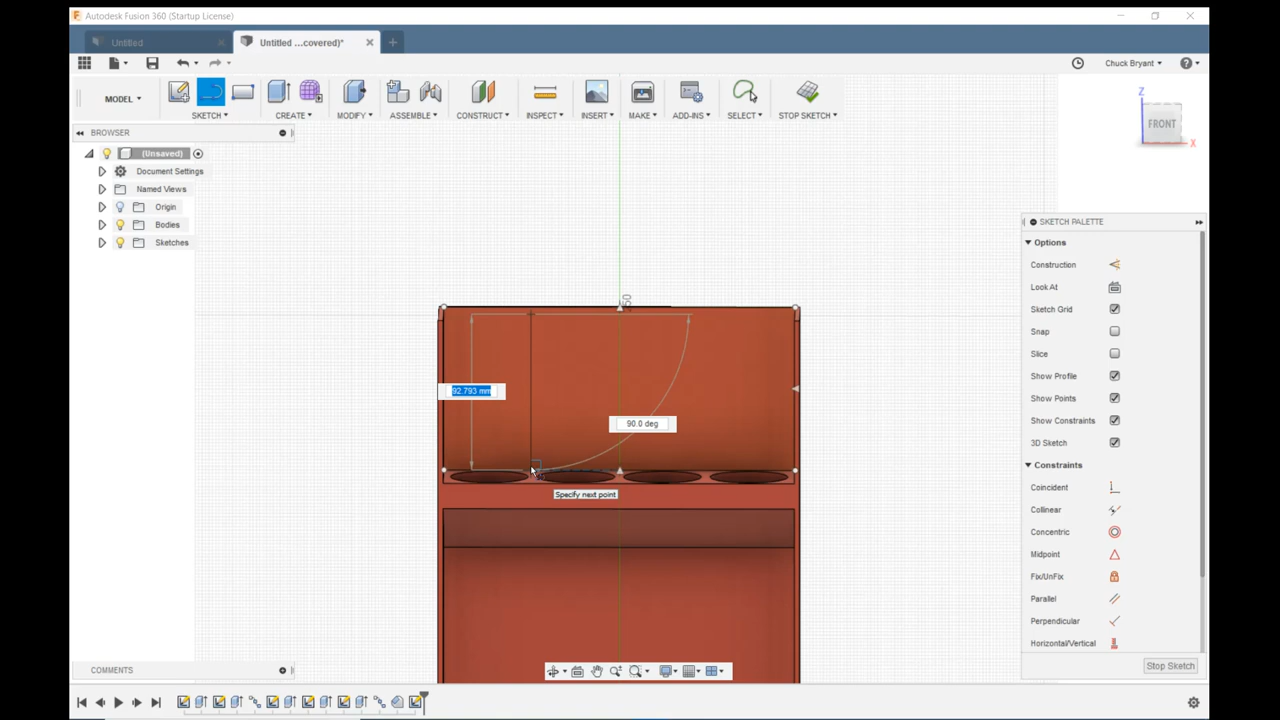 Autodesk Fusion 360 (Startup License)
Untitled
Untitled ...covered)*
Chuck Bryant
MODEL
SKETCH
CREATE
MODIFY
ASSEMBLE
CONSTRUCT
INSPECT
INSERT
MAKE
ADD-INS
SELECT
STOP SKETCH
BROWSER
(Unsaved)
Document Settings
Named Views
Origin
Bodies
Sketches
Z
FRONT
X
SKETCH PALETTE
Options
Construction
Look At
Sketch Grid
Snap
Slice
Show Profile
Show Points
Show Constraints
3D Sketch
Constraints
Coincident
Collinear
Concentric
Midpoint
Fix/UnFix
Parallel
Perpendicular
Horizontal/Vertical
Stop Sketch
50
92.793 mm
90.0 deg
Specify next point
COMMENTS